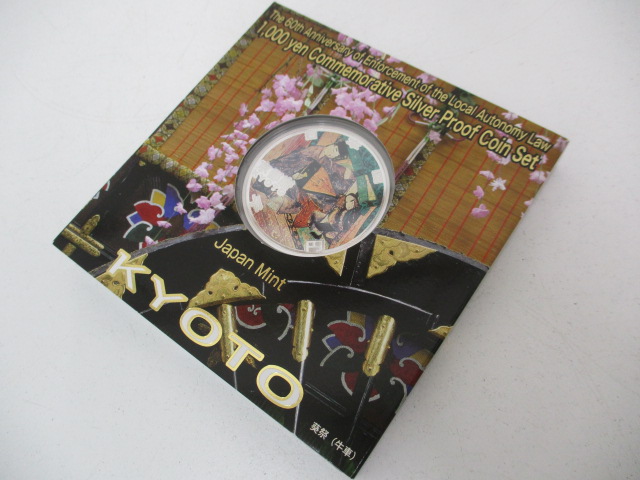 The 60th Anniversary of Enforcement of the Local Autonomy Law
1,000 yen Commemorative Silver Proof Coin Set
円
Japan Mint
KYOTO
葵祭（牛車）